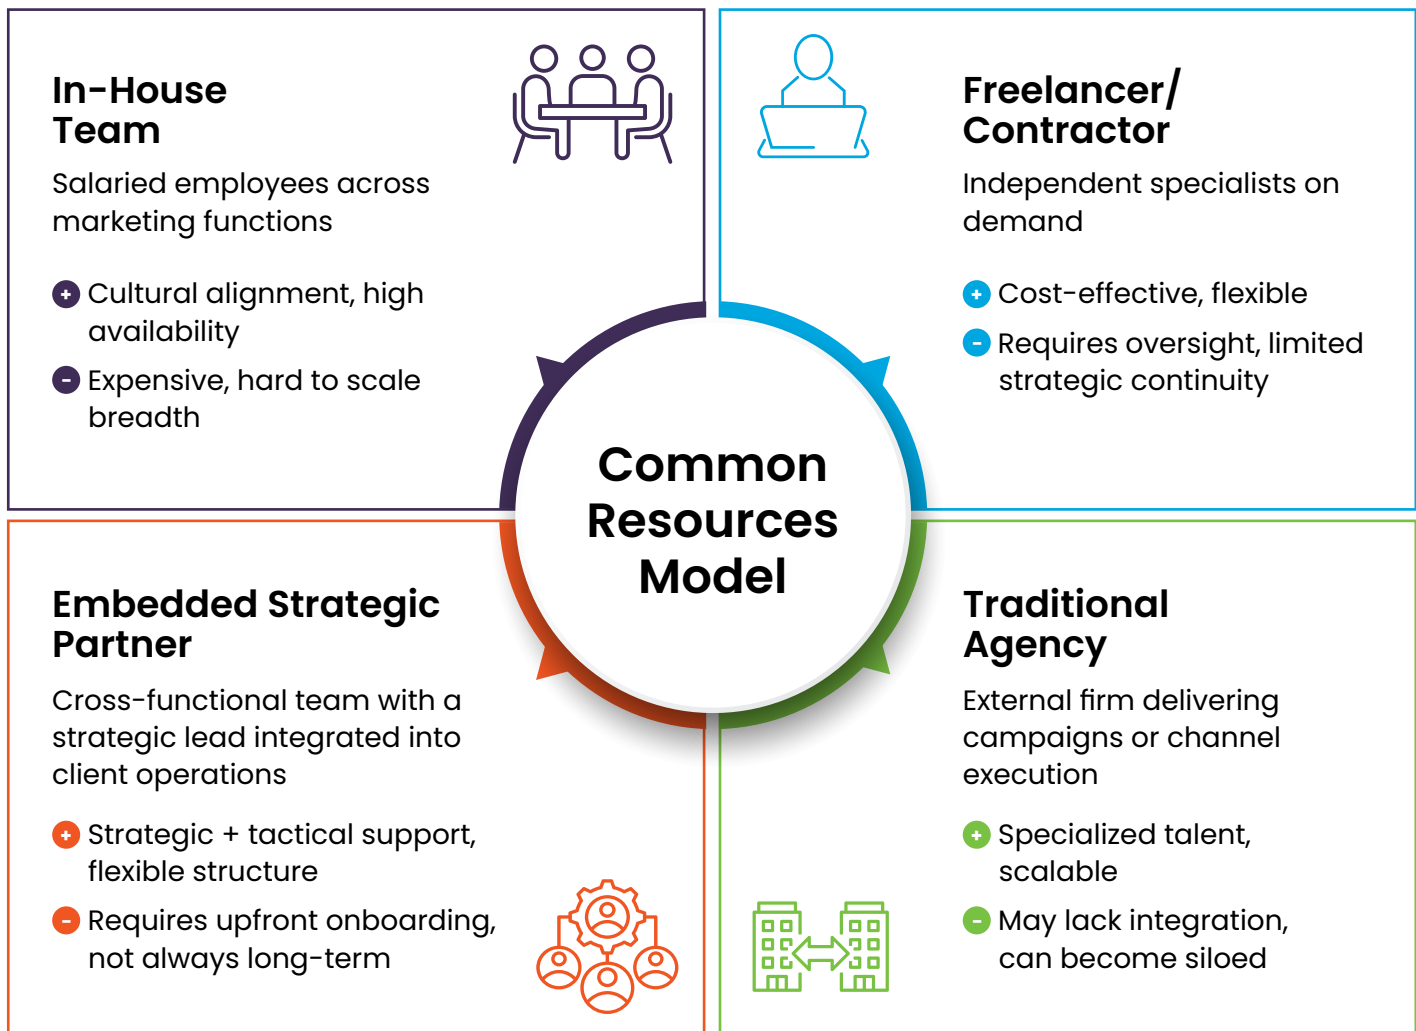 In-House
Team
Salaried employees across
marketing functions
+ Cultural alignment, high
availability
- Expensive, hard to scale
breadth
Freelancer/
Contractor
Independent specialists on
demand
+ Cost-effective, flexible
- Requires oversight, limited
strategic continuity
Common
Resources
Model
Embedded Strategic
Partner
Cross-functional team with a
strategic lead integrated into
client operations
+ Strategic + tactical support,
flexible structure
- Requires upfront onboarding,
not always long-term
Traditional
Agency
External firm delivering
campaigns or channel
execution
+ Specialized talent,
scalable
- May lack integration,
can become siloed